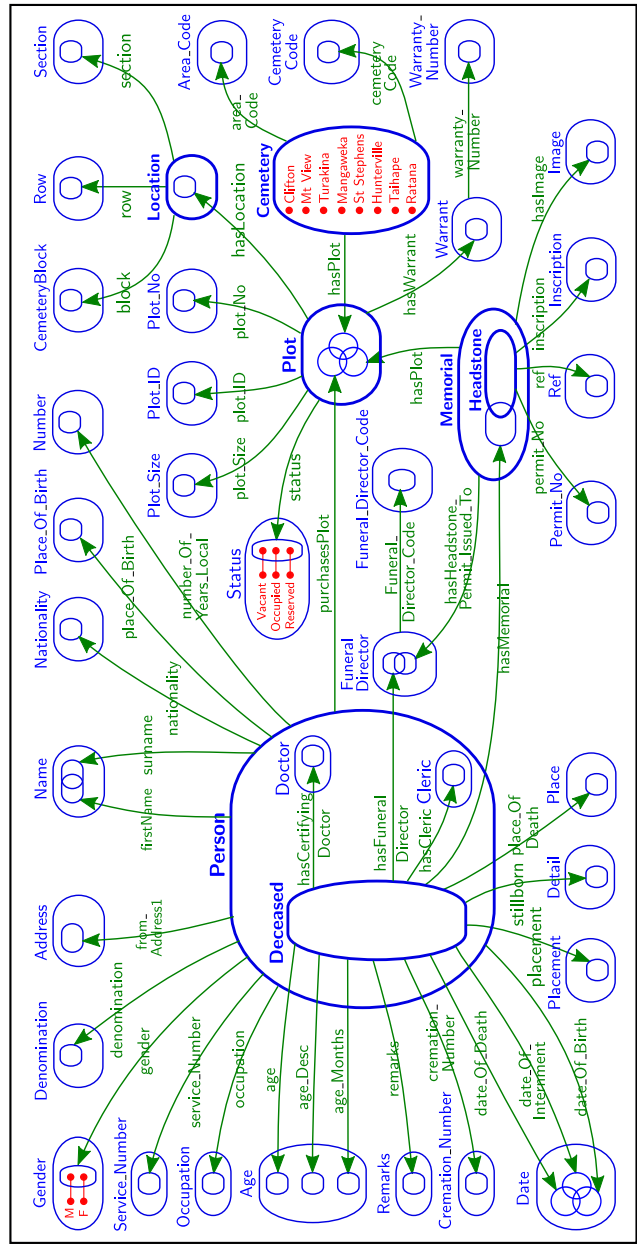 Gender
M
F
Denomination
Address
Name
Nationality
Place_Of_Birth
Number
CemeteryBlock
Row
Section
denomination
gender
from_
Address1
firstName
surname
nationality
place_Of_Birth
number_Of_
Years_Local
block
row
section
Service_Number
service_Number
Occupation
occupation
Person
Plot_Size
plot_Size
Plot_ID
plot_ID
Plot_No
plot_No
Location
hasLocation
Area_Code
area_
Code
Age
age
age_Desc
age_Months
Deceased
hasCertifying
Doctor
Doctor
Status
Vacant
Occupied
Reserved
status
Plot
hasPlot
Cemetery
Clifton
Mt View
Turakina
Mangaweka
St Stephens
Hunterville
Taihape
Ratana
Cemetery
Code
cemetery
Code
purchasesPlot
Remarks
remarks
hasFuneral
Director
Funeral
Director
Funeral_
Director_Code
Funeral_Director_Code
hasPlot
hasWarrant
Warrant
warranty_
Number
Warranty_
Number
Cremation_Number
cremation_
Number
hasCleric
Cleric
hasHeadstone_
Permit_Issued_To
Memorial
Headstone
date_Of_Death
hasMemorial
date_Of_
Internment
date_Of_Birth
Date
placement
Placement
stillborn
Detail
place_Of
Death
Place
permit_No
Permit_No
ref
Ref
inscription
Inscription
hasImage
Image